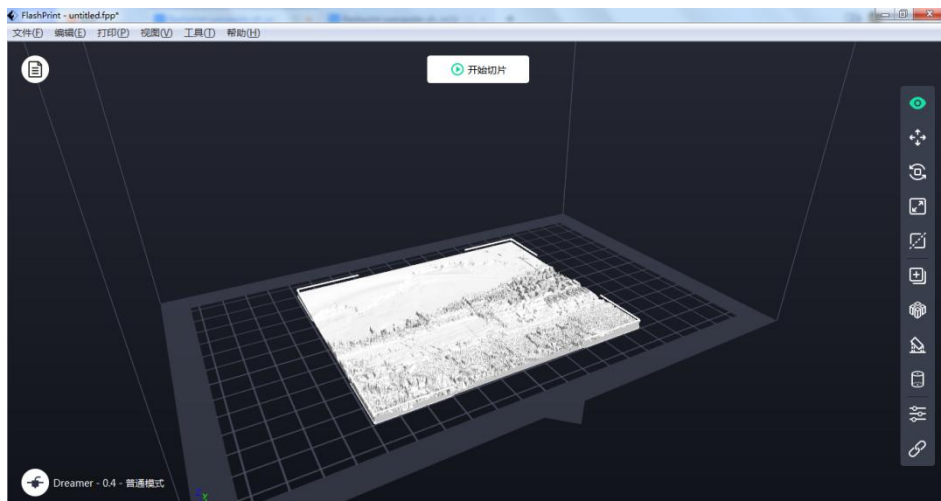 FlashPrint - untitled.fpp*
文件(F) 编辑(E) 打印(P) 视图(V) 工具(T) 帮助(H)
开始切片
Dreamer - 0.4 - 普通模式